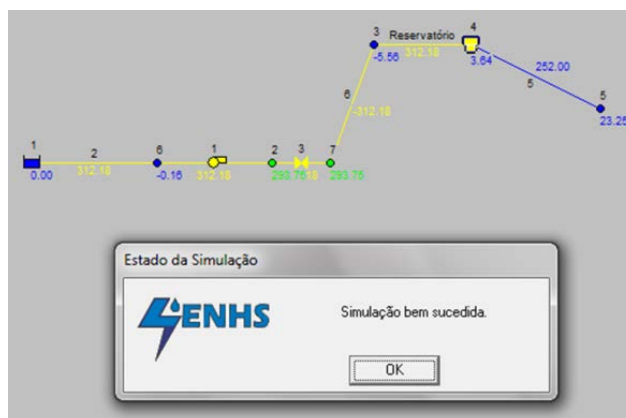 3 Reservatório 4
-5.56 312.18 3.64
252.00
5
5
23.25
6
-312.18
1 2 6 1 2 3 7
0.00 312.18 -0.16 312.18 293.75 18 293.75
Estado da Simulação
ENHS
Simulação bem sucedida.
OK